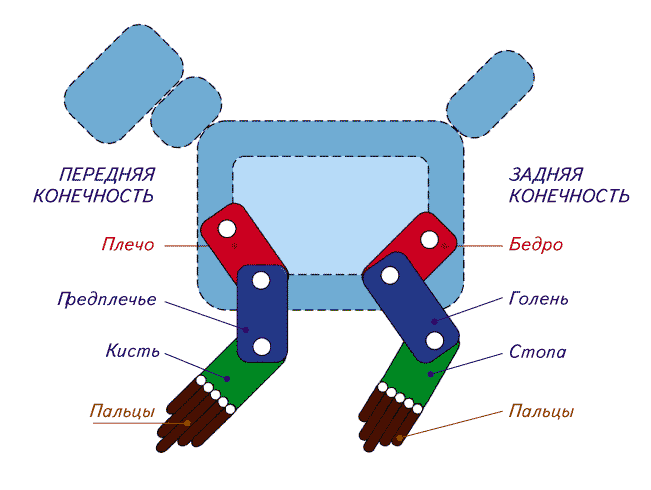 ПЕРЕДНЯЯ
КОНЕЧНОСТЬ
Плечо
Предплечье
Кисть
Пальцы
ЗАДНЯЯ
КОНЕЧНОСТЬ
Бедро
Голень
Стопа
Пальцы